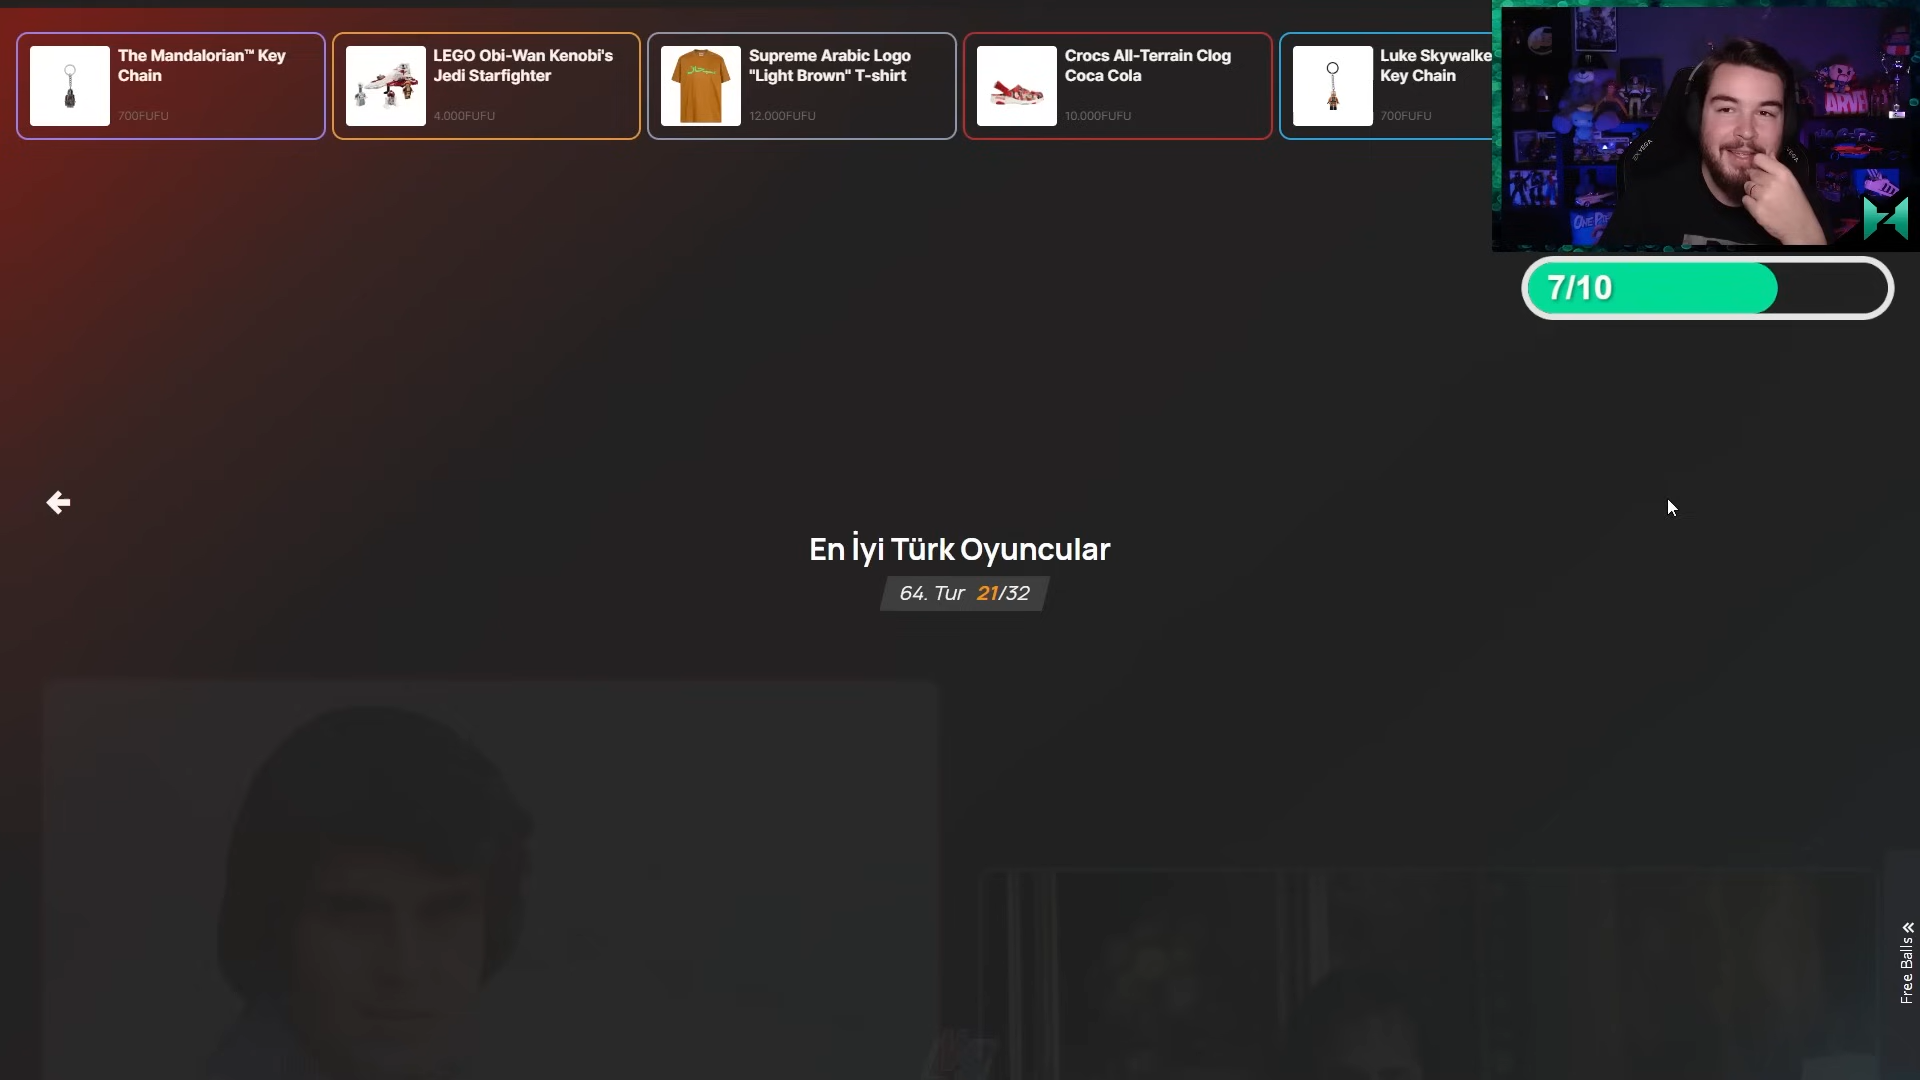 The Mandalorian™ Key
Chain
700FUFU
LEGO Obi-Wan Kenobi's
Jedi Starfighter
4.000FUFU
Supreme Arabic Logo
"Light Brown" T-shirt
12.000FUFU
Crocs All-Terrain Clog
Coca Cola
10.000FUFU
Luke Skywalke
Key Chain
700FUFU
7/10
En İyi Türk Oyuncular
64. Tur 21/32
Free Balls